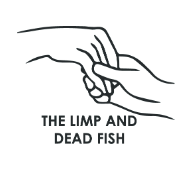 THE LIMP AND
DEAD FISH